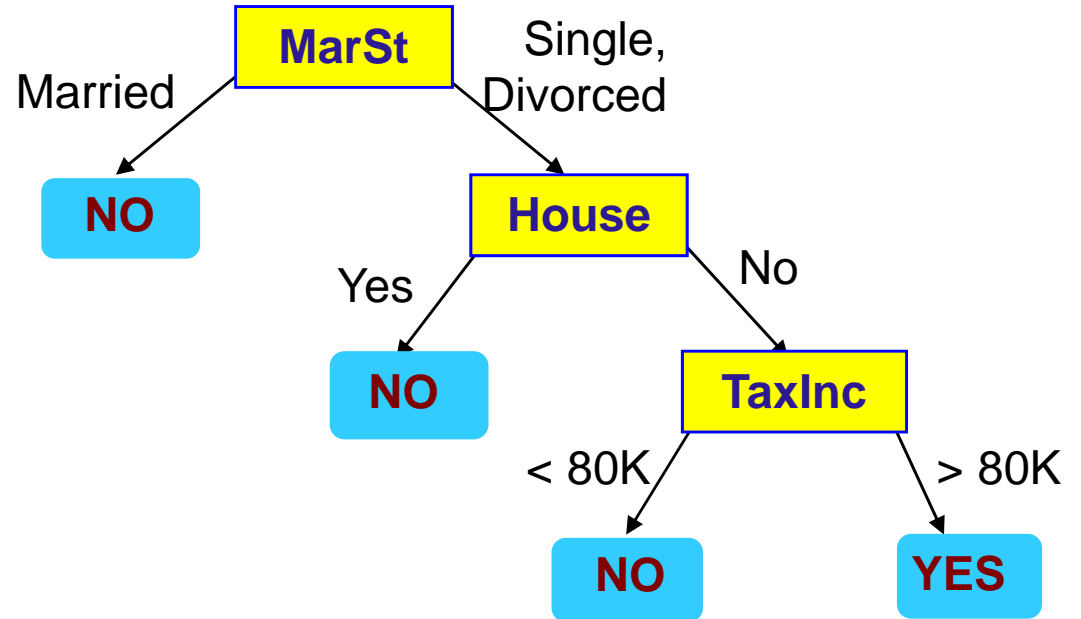 MarSt
Single,
Divorced
Married
NO
House
Yes
No
NO
TaxInc
< 80K
> 80K
NO
YES